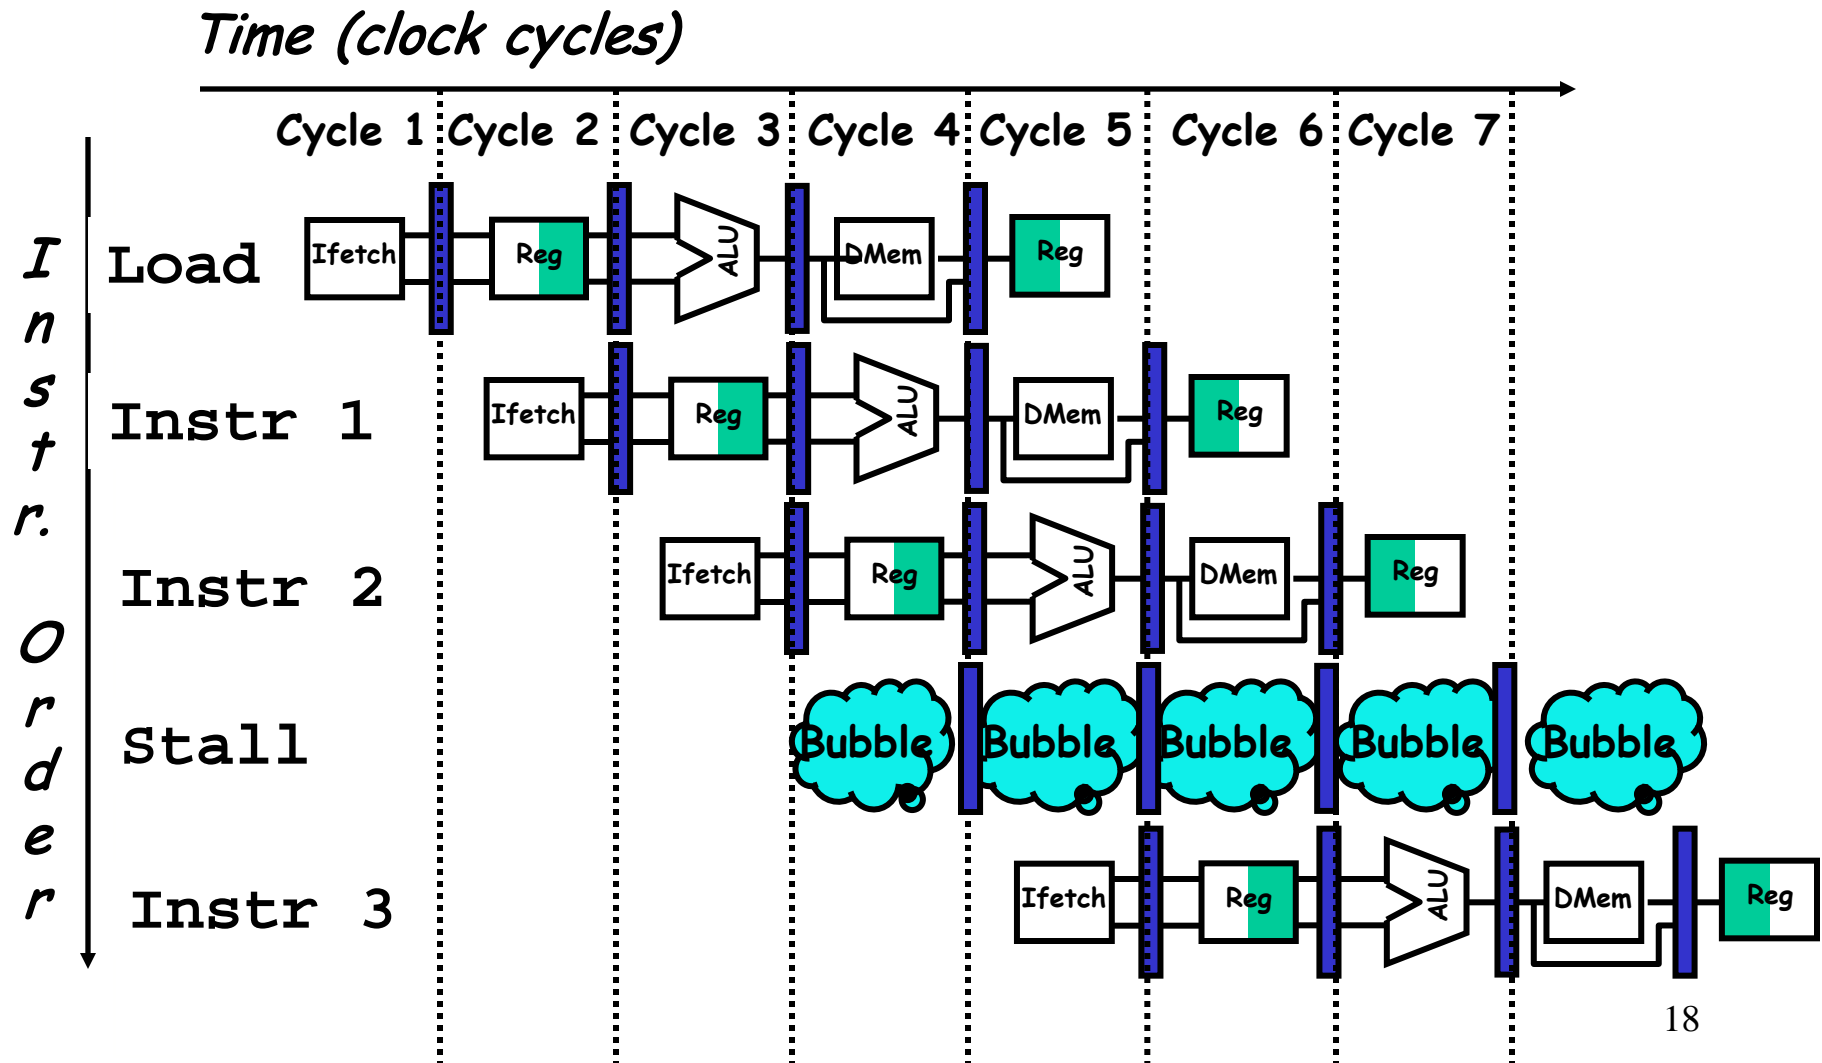 Time (clock cycles)
Cycle 1 Cycle 2 Cycle 3 Cycle 4 Cycle 5 Cycle 6 Cycle 7
Instr. Order
Load Ifetch Reg ALU DMem Reg
Instr 1 Ifetch Reg ALU DMem Reg
Instr 2 Ifetch Reg ALU DMem Reg
Stall Bubble Bubble Bubble Bubble Bubble
Instr 3 Ifetch Reg ALU DMem Reg
18